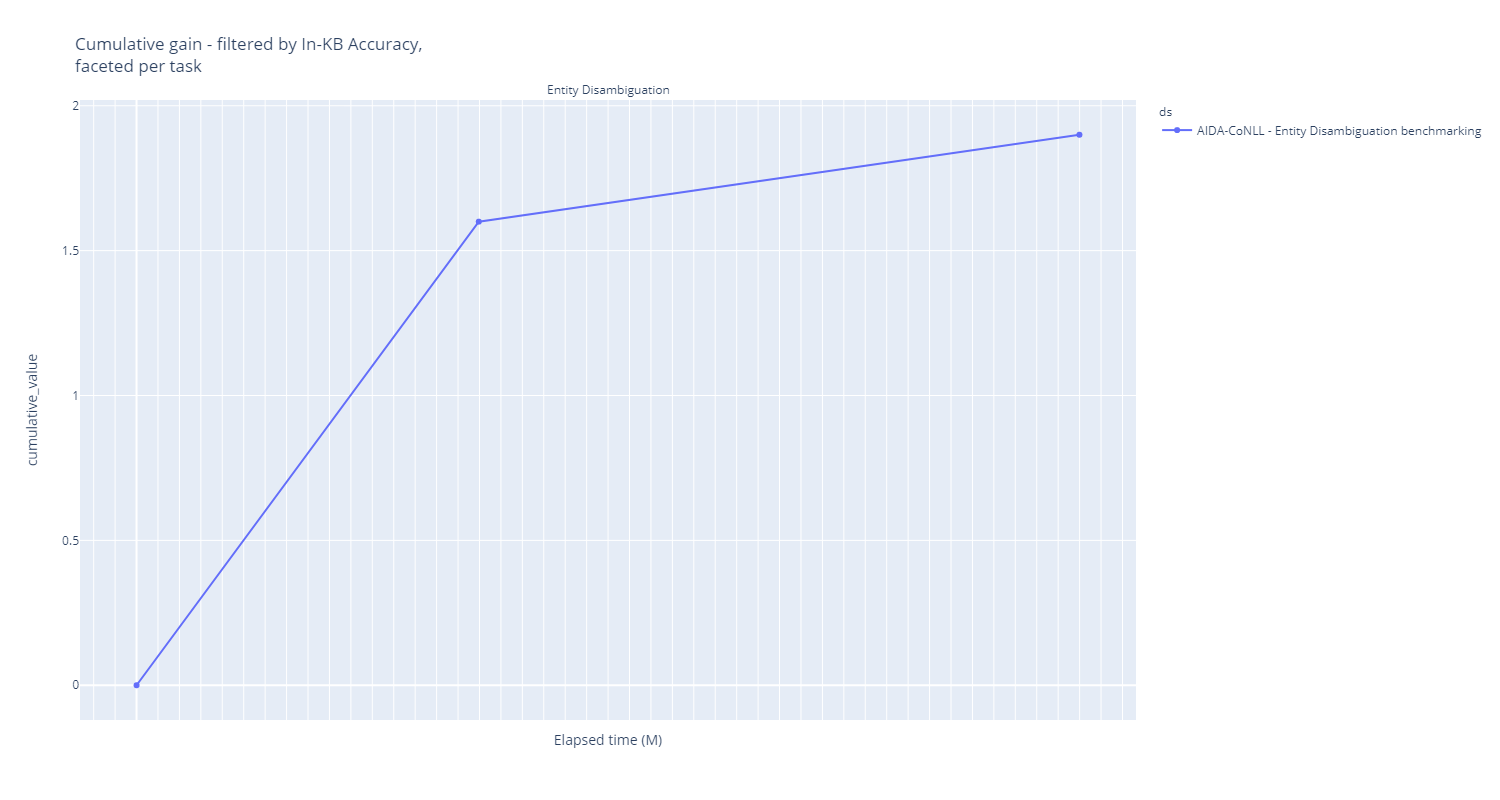 Cumulative gain - filtered by In-KB Accuracy,
faceted per task
Entity Disambiguation
ds
AIDA-CoNLL - Entity Disambiguation benchmarking
2
1.5
1
0.5
0
cumulative_value
Elapsed time (M)